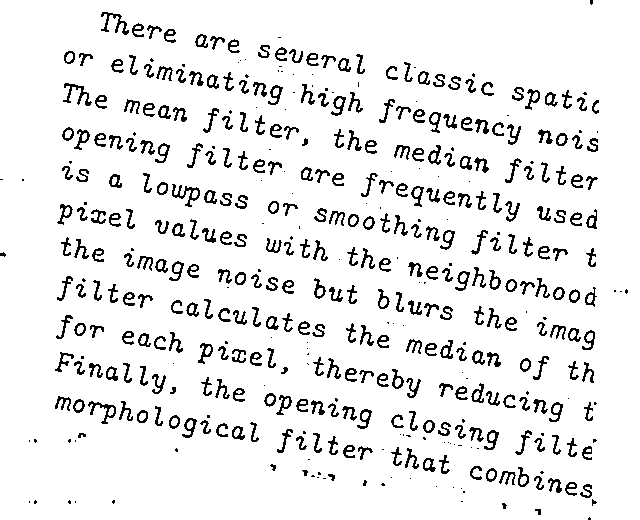 There are several classic spatic
or eliminating high frequency nois
The mean filter, the median filter
opening filter are frequently used
is a lowpass or smoothing filter t
pixel values with the neighborhood
the image noise but blurs the imag
filter calculates the median of th
for each pixel, thereby reducing t
Finally, the opening closing filte
morphological filter that combines